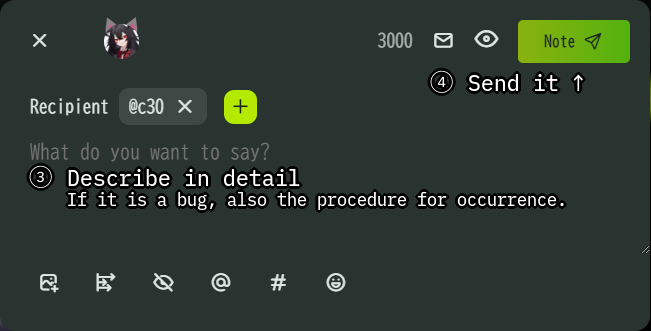 3000 Note
④ Send it ↑
Recipient @c30 × +
What do you want to say?
③ Describe in detail
If it is a bug, also the procedure for occurrence.